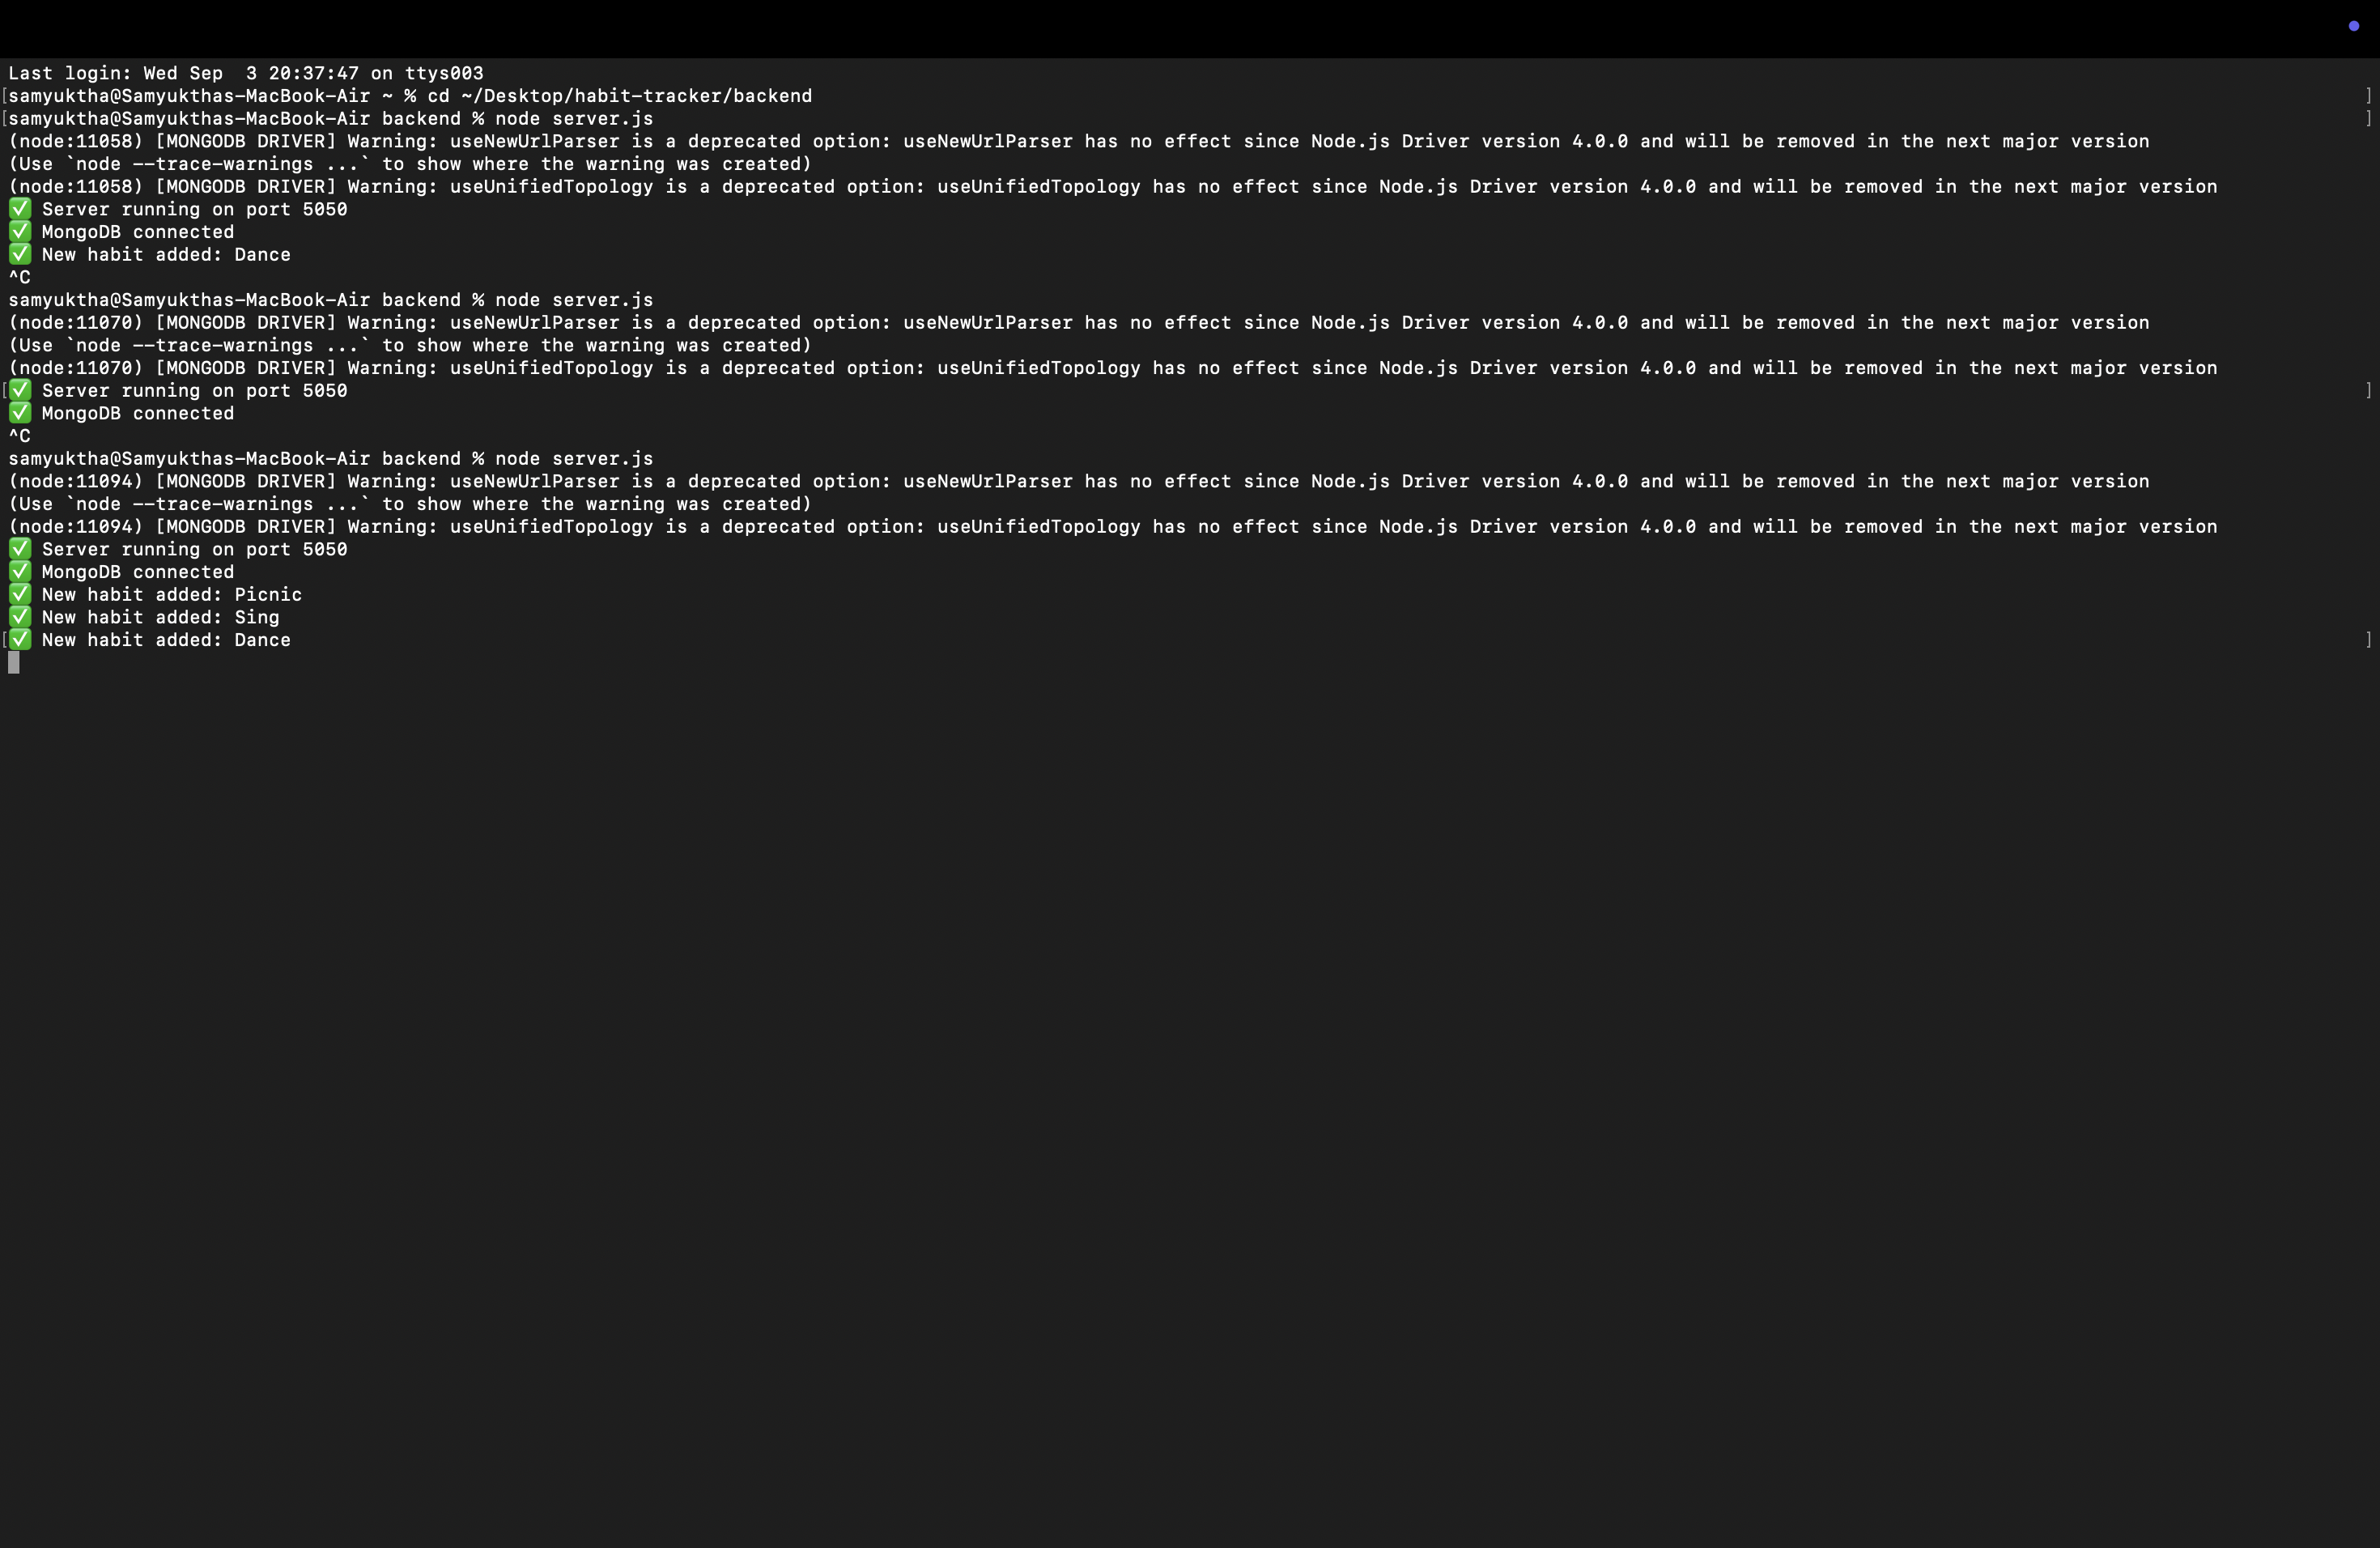 Last login: Wed Sep  3 20:37:47 on ttys003
[samyuktha@Samyukthas-MacBook-Air ~ % cd ~/Desktop/habit-tracker/backend ]
[samyuktha@Samyukthas-MacBook-Air backend % node server.js ]
(node:11058) [MONGODB DRIVER] Warning: useNewUrlParser is a deprecated option: useNewUrlParser has no effect since Node.js Driver version 4.0.0 and will be removed in the next major version
(Use `node --trace-warnings ...` to show where the warning was created)
(node:11058) [MONGODB DRIVER] Warning: useUnifiedTopology is a deprecated option: useUnifiedTopology has no effect since Node.js Driver version 4.0.0 and will be removed in the next major version
✅ Server running on port 5050
✅ MongoDB connected
✅ New habit added: Dance
^C
samyuktha@Samyukthas-MacBook-Air backend % node server.js
(node:11070) [MONGODB DRIVER] Warning: useNewUrlParser is a deprecated option: useNewUrlParser has no effect since Node.js Driver version 4.0.0 and will be removed in the next major version
(Use `node --trace-warnings ...` to show where the warning was created)
(node:11070) [MONGODB DRIVER] Warning: useUnifiedTopology is a deprecated option: useUnifiedTopology has no effect since Node.js Driver version 4.0.0 and will be removed in the next major version
[✅ Server running on port 5050 ]
✅ MongoDB connected
^C
samyuktha@Samyukthas-MacBook-Air backend % node server.js
(node:11094) [MONGODB DRIVER] Warning: useNewUrlParser is a deprecated option: useNewUrlParser has no effect since Node.js Driver version 4.0.0 and will be removed in the next major version
(Use `node --trace-warnings ...` to show where the warning was created)
(node:11094) [MONGODB DRIVER] Warning: useUnifiedTopology is a deprecated option: useUnifiedTopology has no effect since Node.js Driver version 4.0.0 and will be removed in the next major version
✅ Server running on port 5050
✅ MongoDB connected
✅ New habit added: Picnic
✅ New habit added: Sing
[✅ New habit added: Dance ]